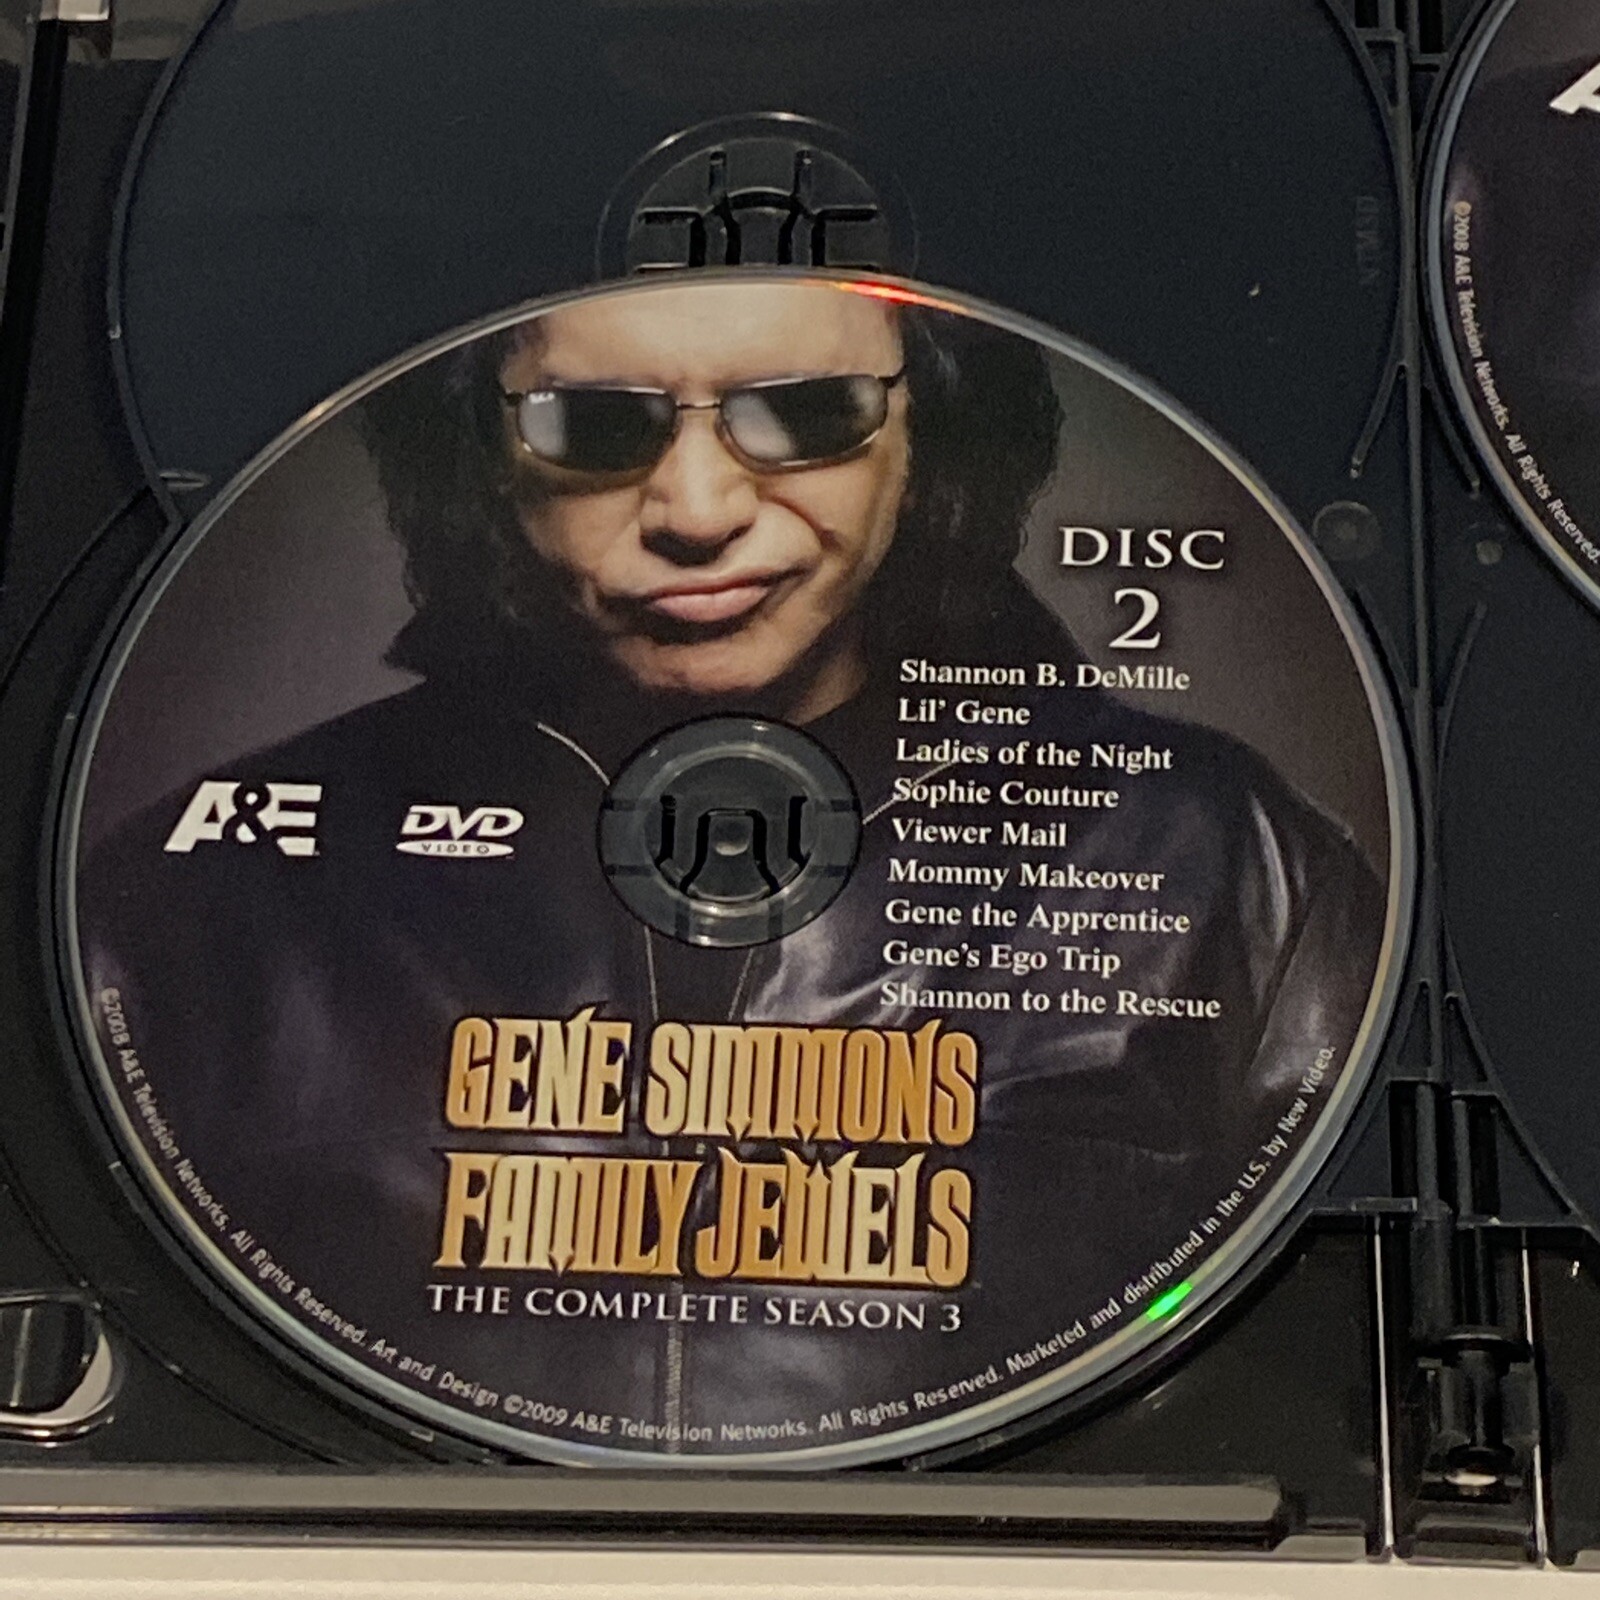 DISC
2
Shannon B. DeMille
Lil' Gene
Ladies of the Night
Sophie Couture
Viewer Mail
Mommy Makeover
Gene the Apprentice
Gene's Ego Trip
Shannon to the Rescue
A&E
DVD
VIDEO
GENE SIMMONS
FAMILY JEWELS
THE COMPLETE SEASON 3
©2008 A&E Television Networks. All Rights Reserved. Art and Design ©2009 A&E Television Networks. All Rights Reserved. Marketed and distributed in the U.S. by New Video.
©2008 A&E Television Networks. All Rights Reserved.